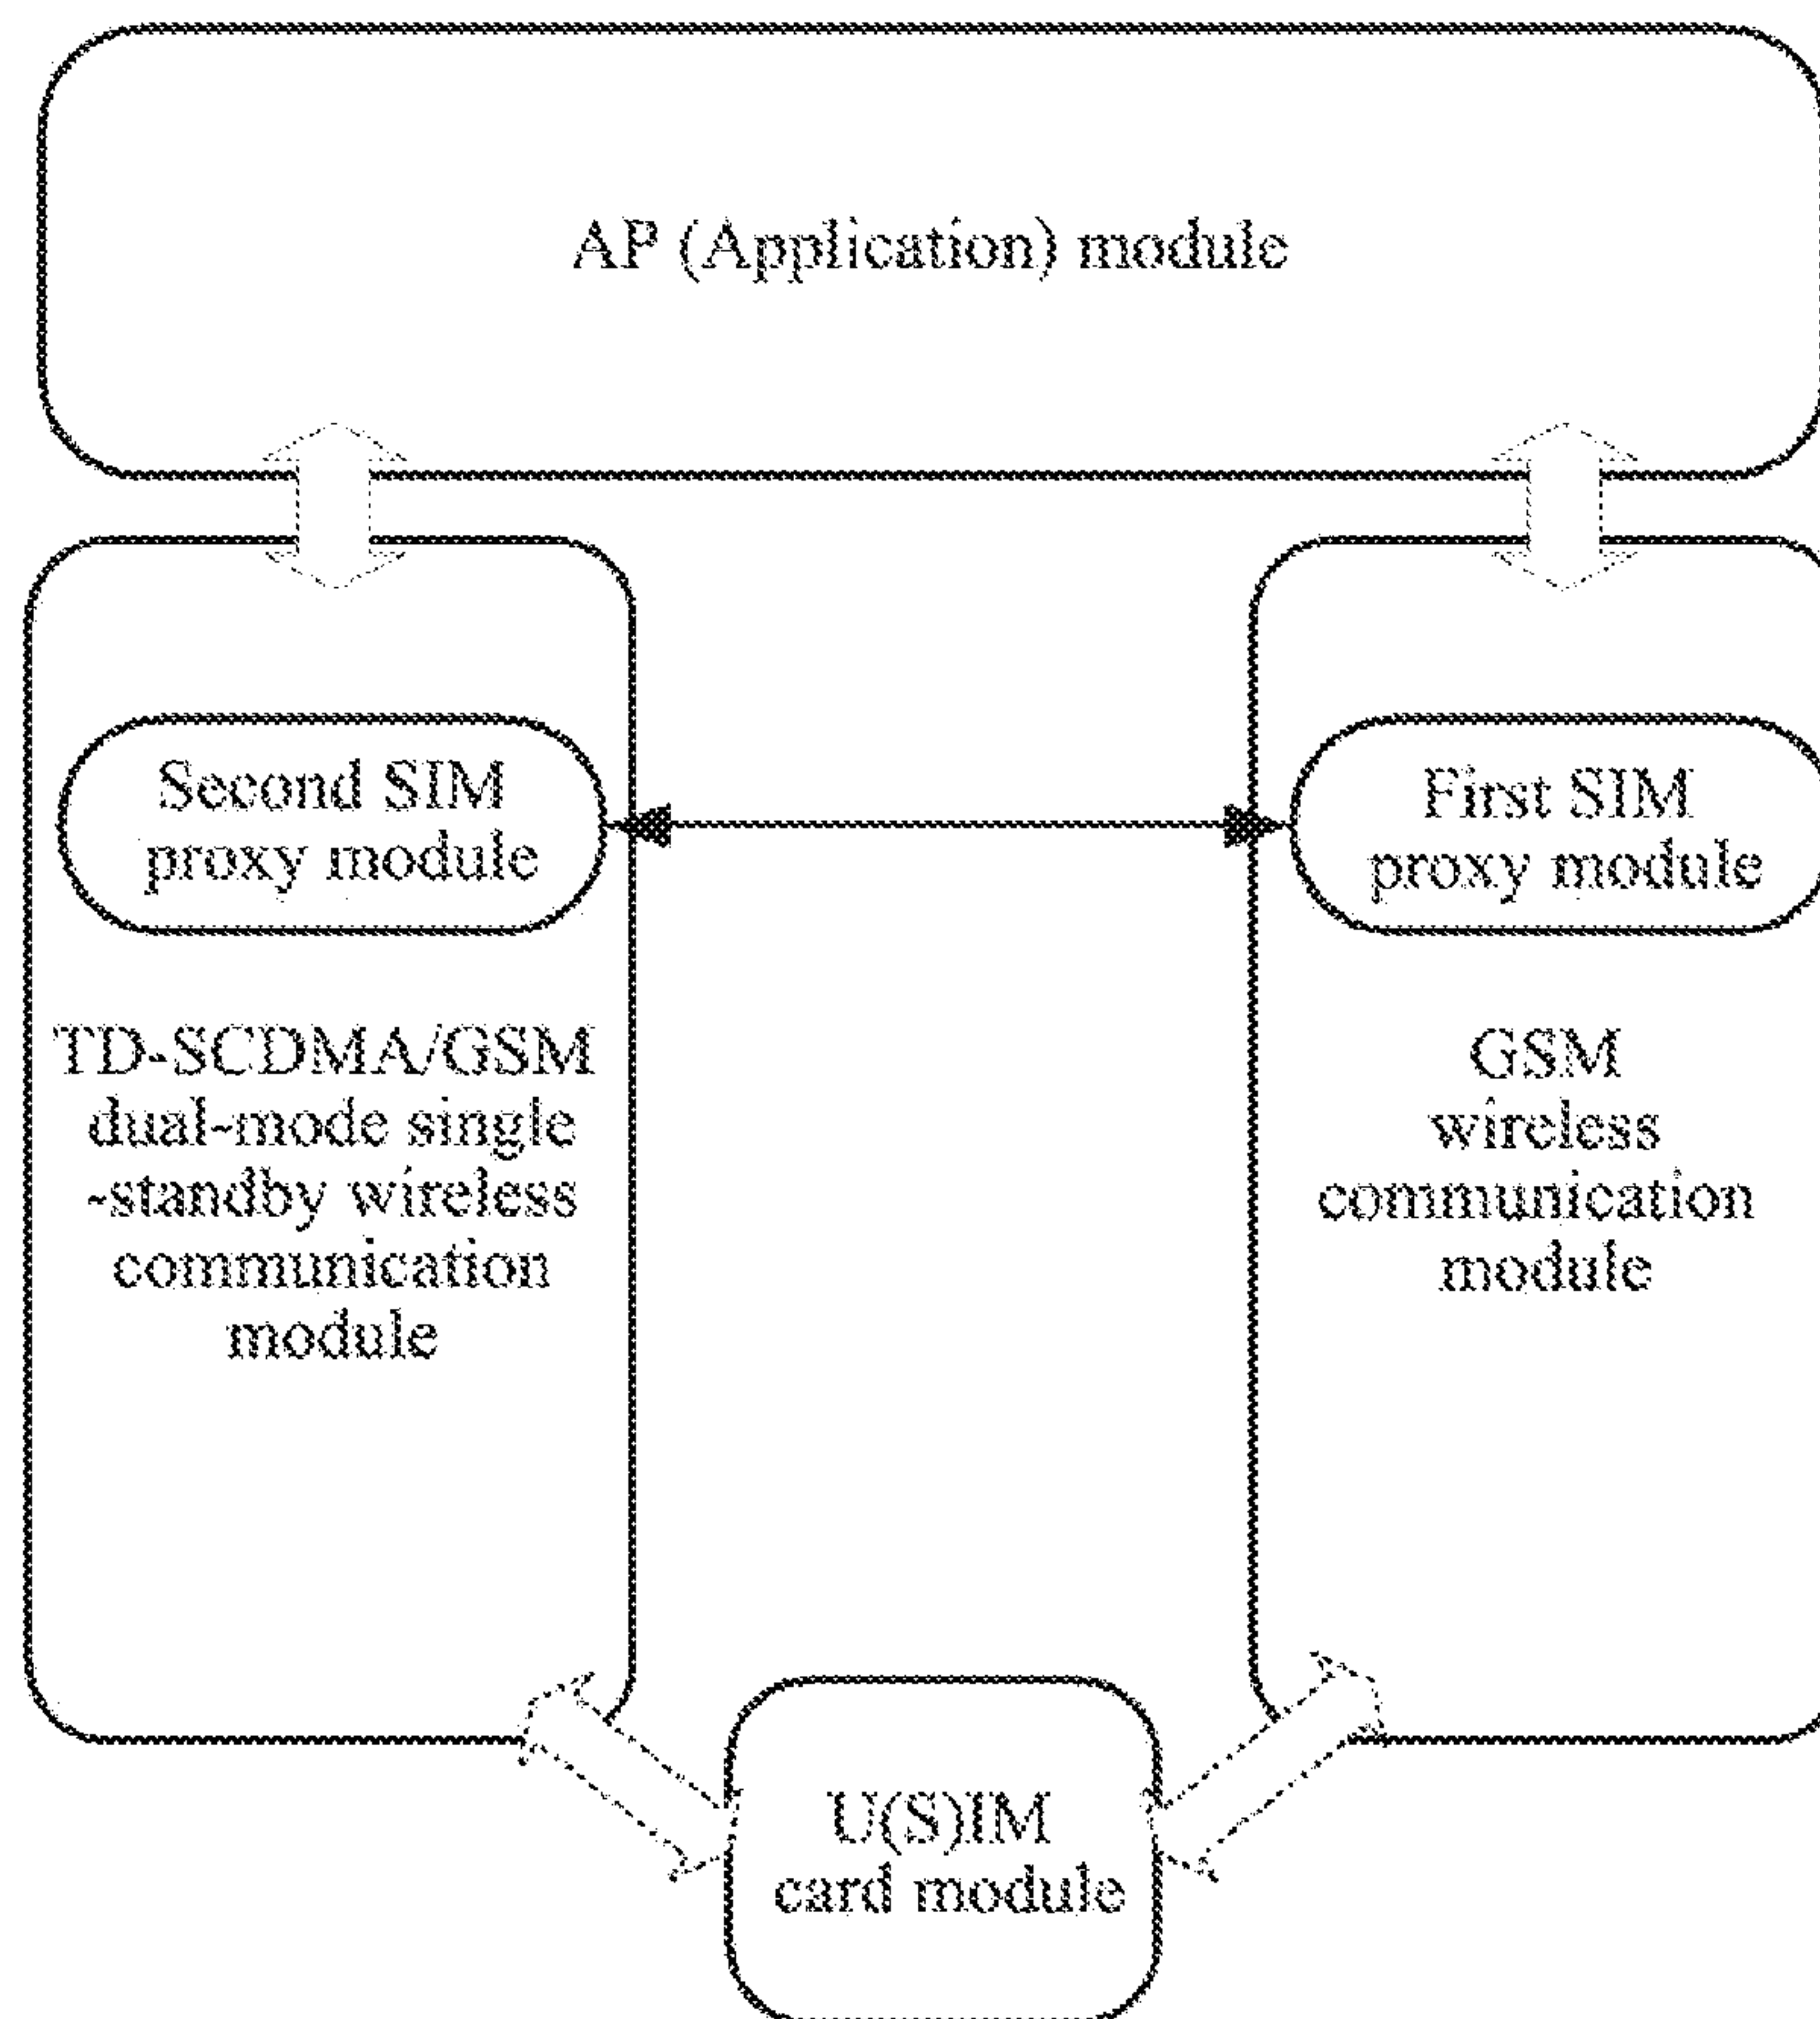 AP (Application) module
Second SIM
proxy module
First SIM
proxy module
TD-SCDMA/GSM
dual-mode single
-standby wireless
communication
module
GSM
wireless
communication
module
U(S)IM
card module